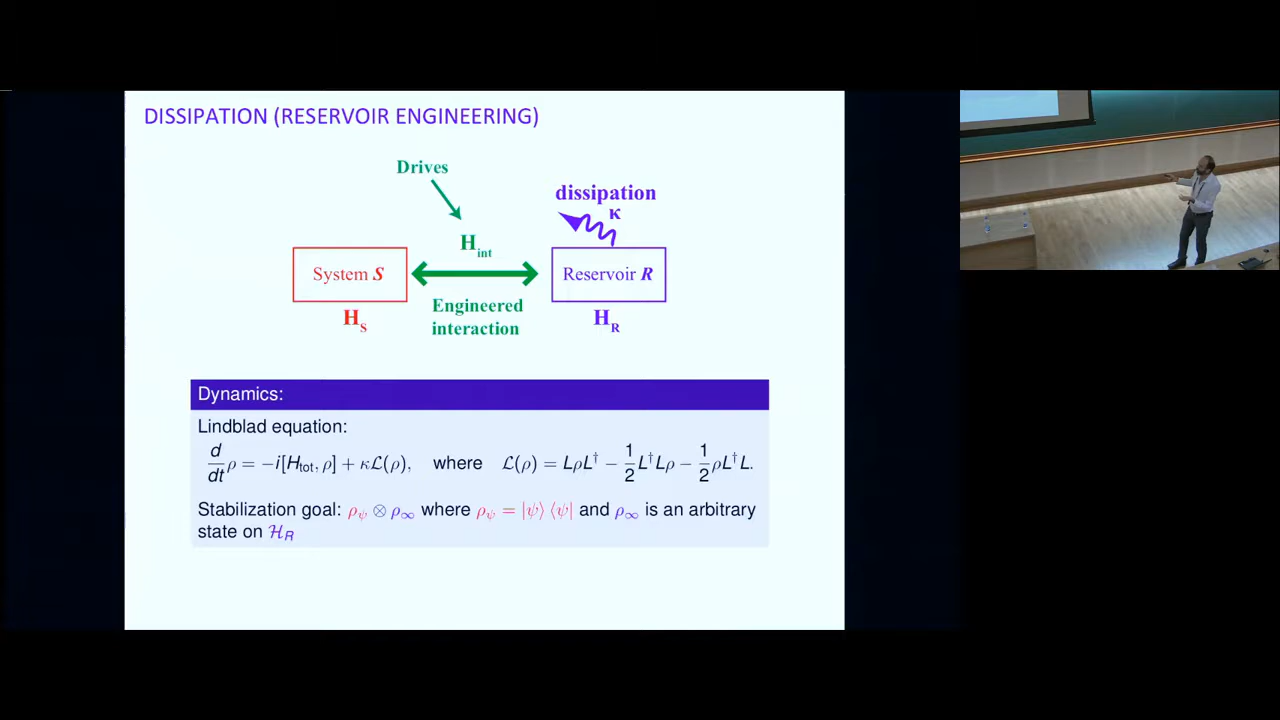 DISSIPATION (RESERVOIR ENGINEERING)
Drives
dissipation
κ
H_int
System S
Reservoir R
Engineered
interaction
H_S
H_R
Dynamics:
Lindblad equation:
d/dt ρ = −i[H_tot, ρ] + κℒ(ρ), where ℒ(ρ) = LρL† − 1/2 L†Lρ − 1/2 ρL†L.
Stabilization goal: ρ_ψ ⊗ ρ_∞ where ρ_ψ = |ψ⟩ ⟨ψ| and ρ_∞ is an arbitrary
state on ℋ_R